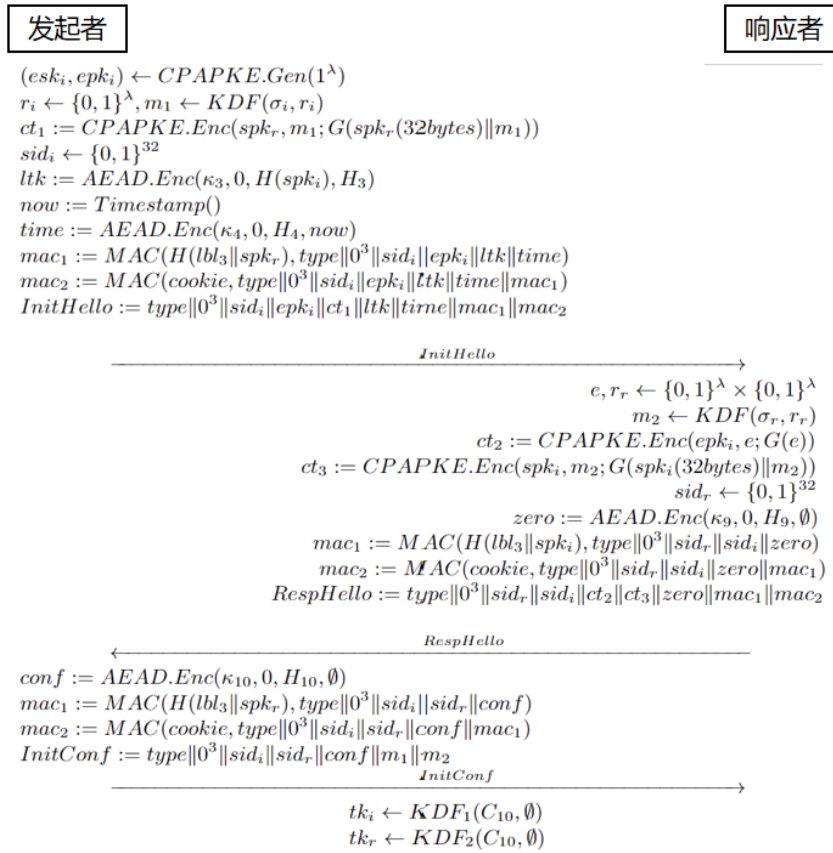 发起者
响应者
(esk_i, epk_i) ← CPAPKE.Gen(1^λ)
r_i ← {0,1}^λ, m_1 ← KDF(σ_i, r_i)
ct_1 := CPAPKE.Enc(spk_r, m_1; G(spk_r(32bytes)‖m_1))
sid_i ← {0,1}^32
ltk := AEAD.Enc(κ_3, 0, H(spk_i), H_3)
now := Timestamp()
time := AEAD.Enc(κ_4, 0, H_4, now)
mac_1 := MAC(H(lbl_3‖spk_r), type‖0^3‖sid_i||epk_i‖ltk‖time)
mac_2 := MAC(cookie, type‖0^3‖sid_i‖epk_i‖ltk‖time‖mac_1)
InitHello := type‖0^3‖sid_i‖epk_i‖ct_1‖ltk‖time‖mac_1‖mac_2
InitHello
e, r_r ← {0,1}^λ × {0,1}^λ
m_2 ← KDF(σ_r, r_r)
ct_2 := CPAPKE.Enc(epk_i, e; G(e))
ct_3 := CPAPKE.Enc(spk_i, m_2; G(spk_i(32bytes)‖m_2))
sid_r ← {0,1}^32
zero := AEAD.Enc(κ_9, 0, H_9, ∅)
mac_1 := MAC(H(lbl_3‖spk_i), type‖0^3‖sid_r‖sid_i‖zero)
mac_2 := MAC(cookie, type‖0^3‖sid_r‖sid_i‖zero‖mac_1)
RespHello := type‖0^3‖sid_r‖sid_i‖ct_2‖ct_3‖zero‖mac_1‖mac_2
RespHello
conf := AEAD.Enc(κ_10, 0, H_10, ∅)
mac_1 := MAC(H(lbl_3‖spk_r), type‖0^3‖sid_i||sid_r‖conf)
mac_2 := MAC(cookie, type‖0^3‖sid_i‖sid_r‖conf‖mac_1)
InitConf := type‖0^3‖sid_i‖sid_r‖conf‖m_1‖m_2
InitConf
tk_i ← KDF_1(C_10, ∅)
tk_r ← KDF_2(C_10, ∅)